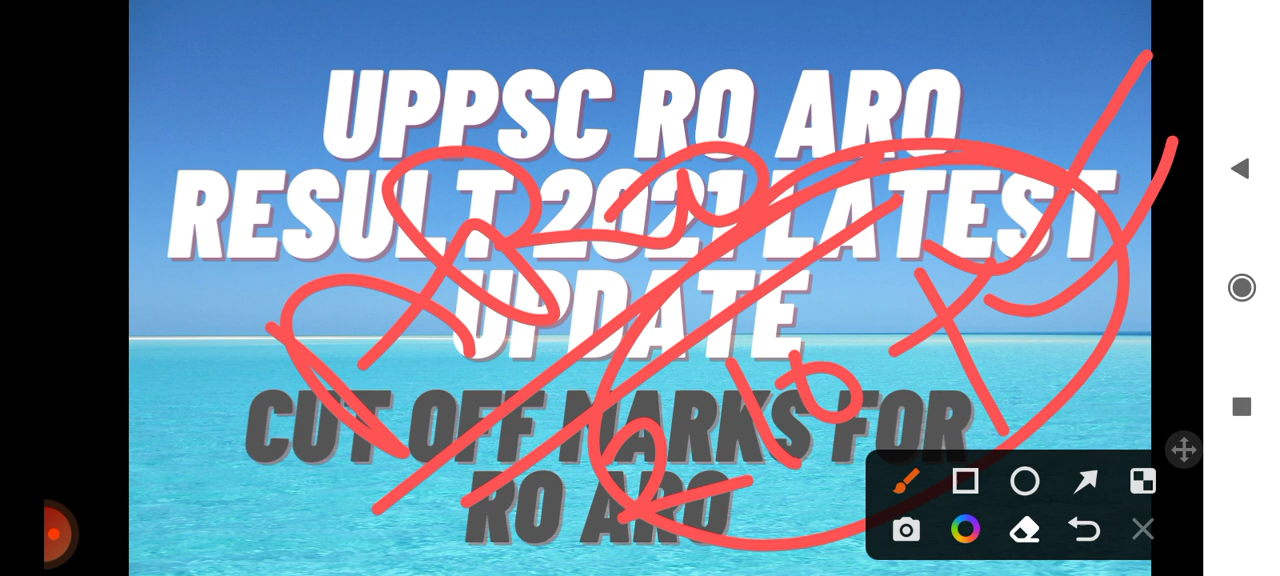 UPPSC RO ARO
RESULT 2021 LATEST
UPDATE
CUT OFF MARKS FOR
RO ARO